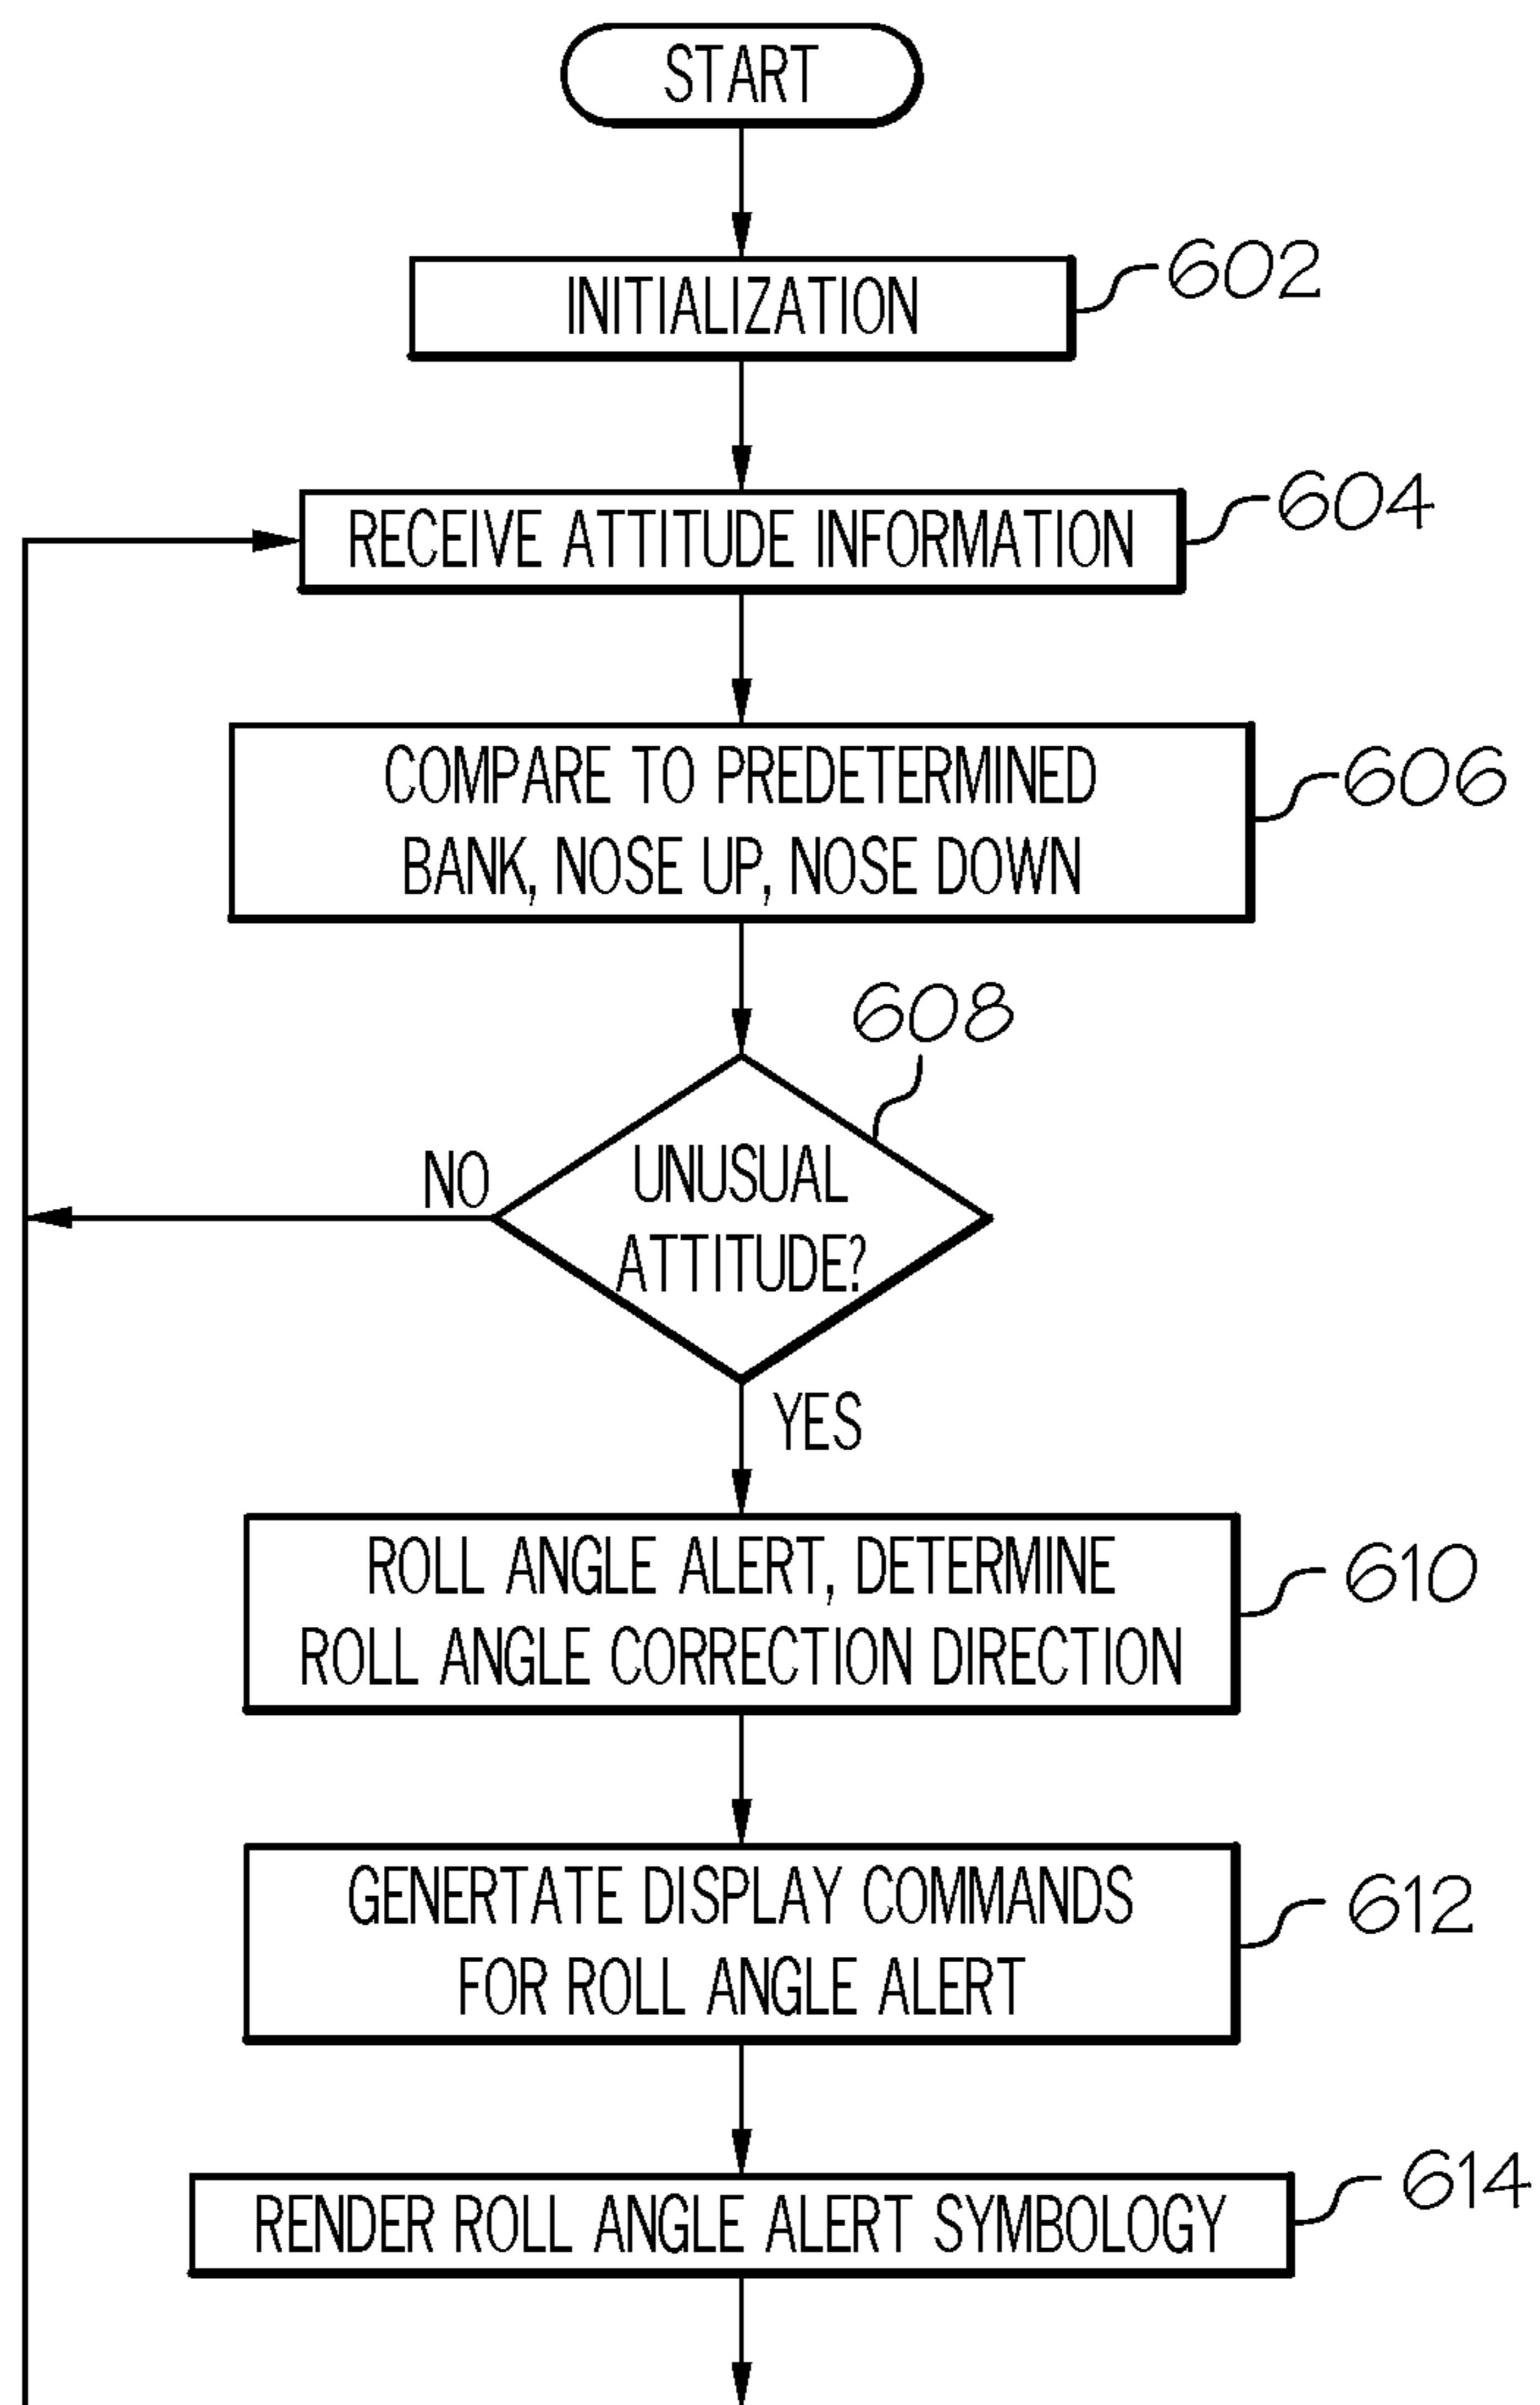 START
INITIALIZATION
602
RECEIVE ATTITUDE INFORMATION
604
COMPARE TO PREDETERMINED
BANK, NOSE UP, NOSE DOWN
606
608
UNUSUAL
ATTITUDE?
NO
YES
ROLL ANGLE ALERT, DETERMINE
ROLL ANGLE CORRECTION DIRECTION
610
GENERTATE DISPLAY COMMANDS
FOR ROLL ANGLE ALERT
612
RENDER ROLL ANGLE ALERT SYMBOLOGY
614